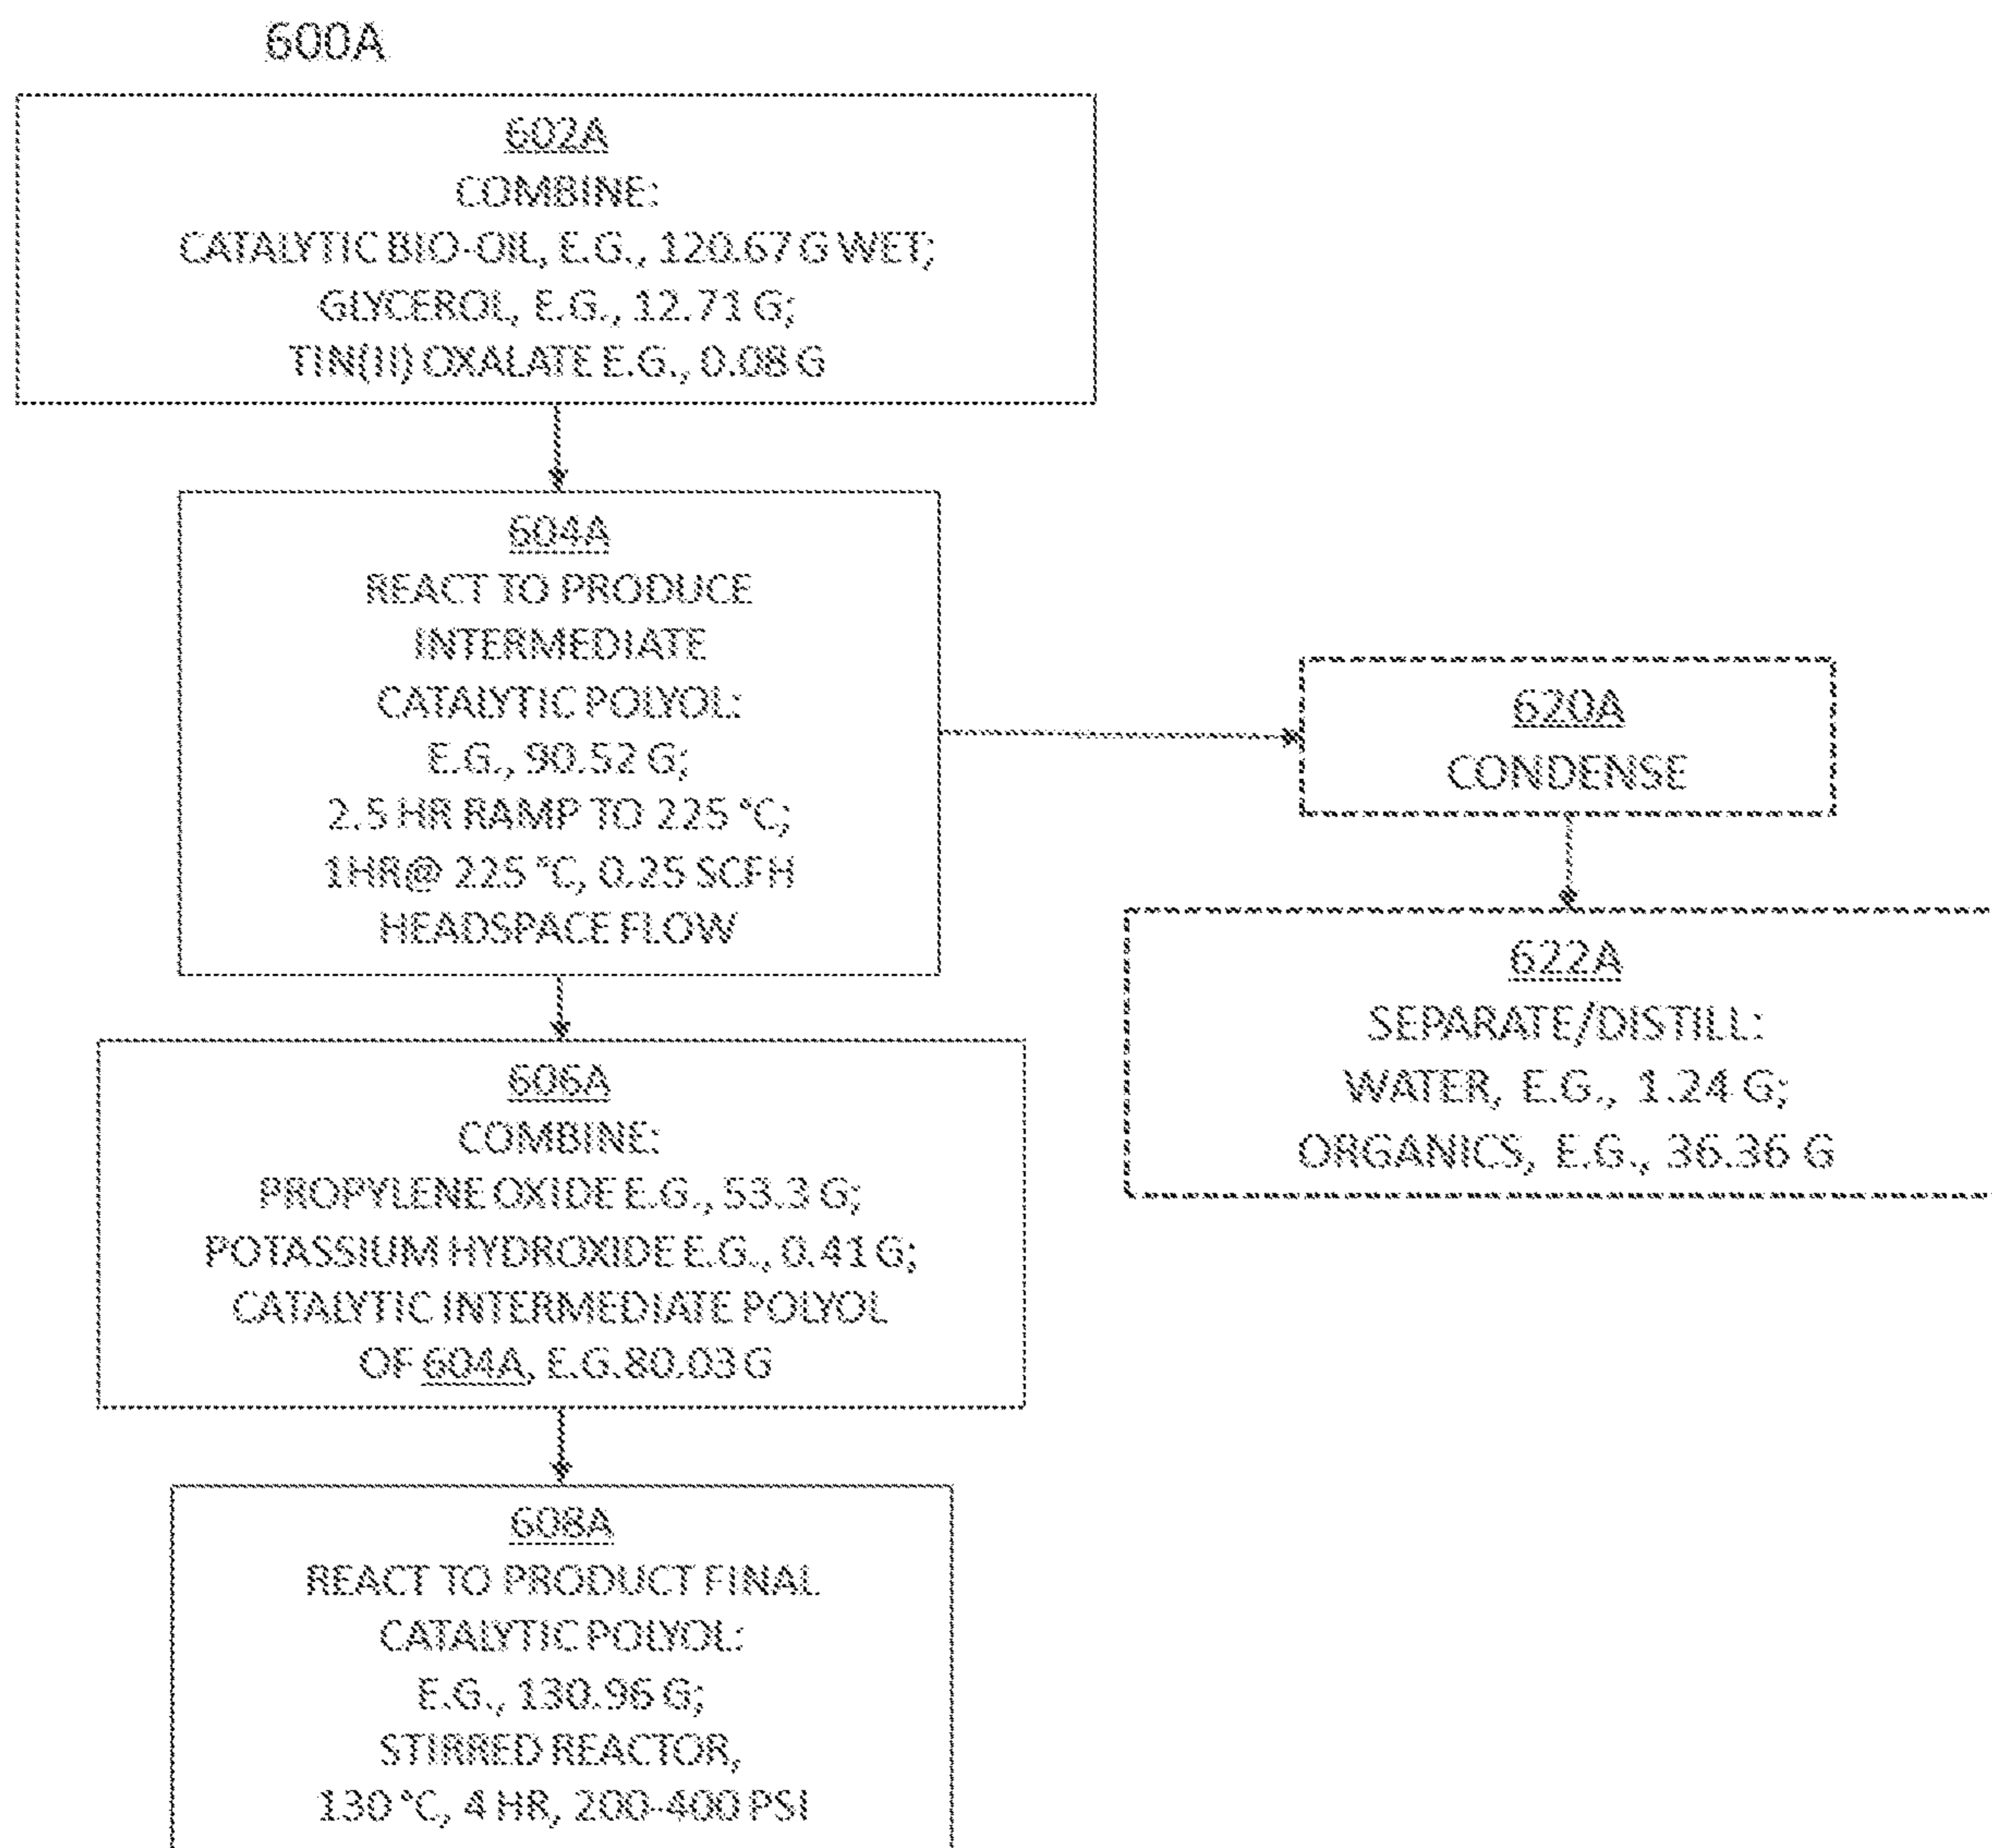 600A
602A
COMBINE:
CATALYTIC BIO-OIL, E.G., 120.67 G WET;
GLYCEROL, E.G., 12.71 G;
TIN(II) OXALATE E.G., 0.08 G
604A
REACT TO PRODUCE
INTERMEDIATE
CATALYTIC POLYOL:
E.G., 90.52 G;
2.5 HR RAMP TO 225 °C;
1HR@ 225 °C, 0.25 SCFH
HEADSPACE FLOW
620A
CONDENSE
622A
SEPARATE/DISTILL:
WATER, E.G., 1.24 G;
ORGANICS, E.G., 36.36 G
606A
COMBINE:
PROPYLENE OXIDE E.G., 53.3 G;
POTASSIUM HYDROXIDE E.G., 0.41 G;
CATALYTIC INTERMEDIATE POLYOL
OF 604A, E.G.80.03 G
608A
REACT TO PRODUCT FINAL
CATALYTIC POLYOL:
E.G., 130.96 G;
STIRRED REACTOR,
130 °C, 4 HR, 200-400 PSI